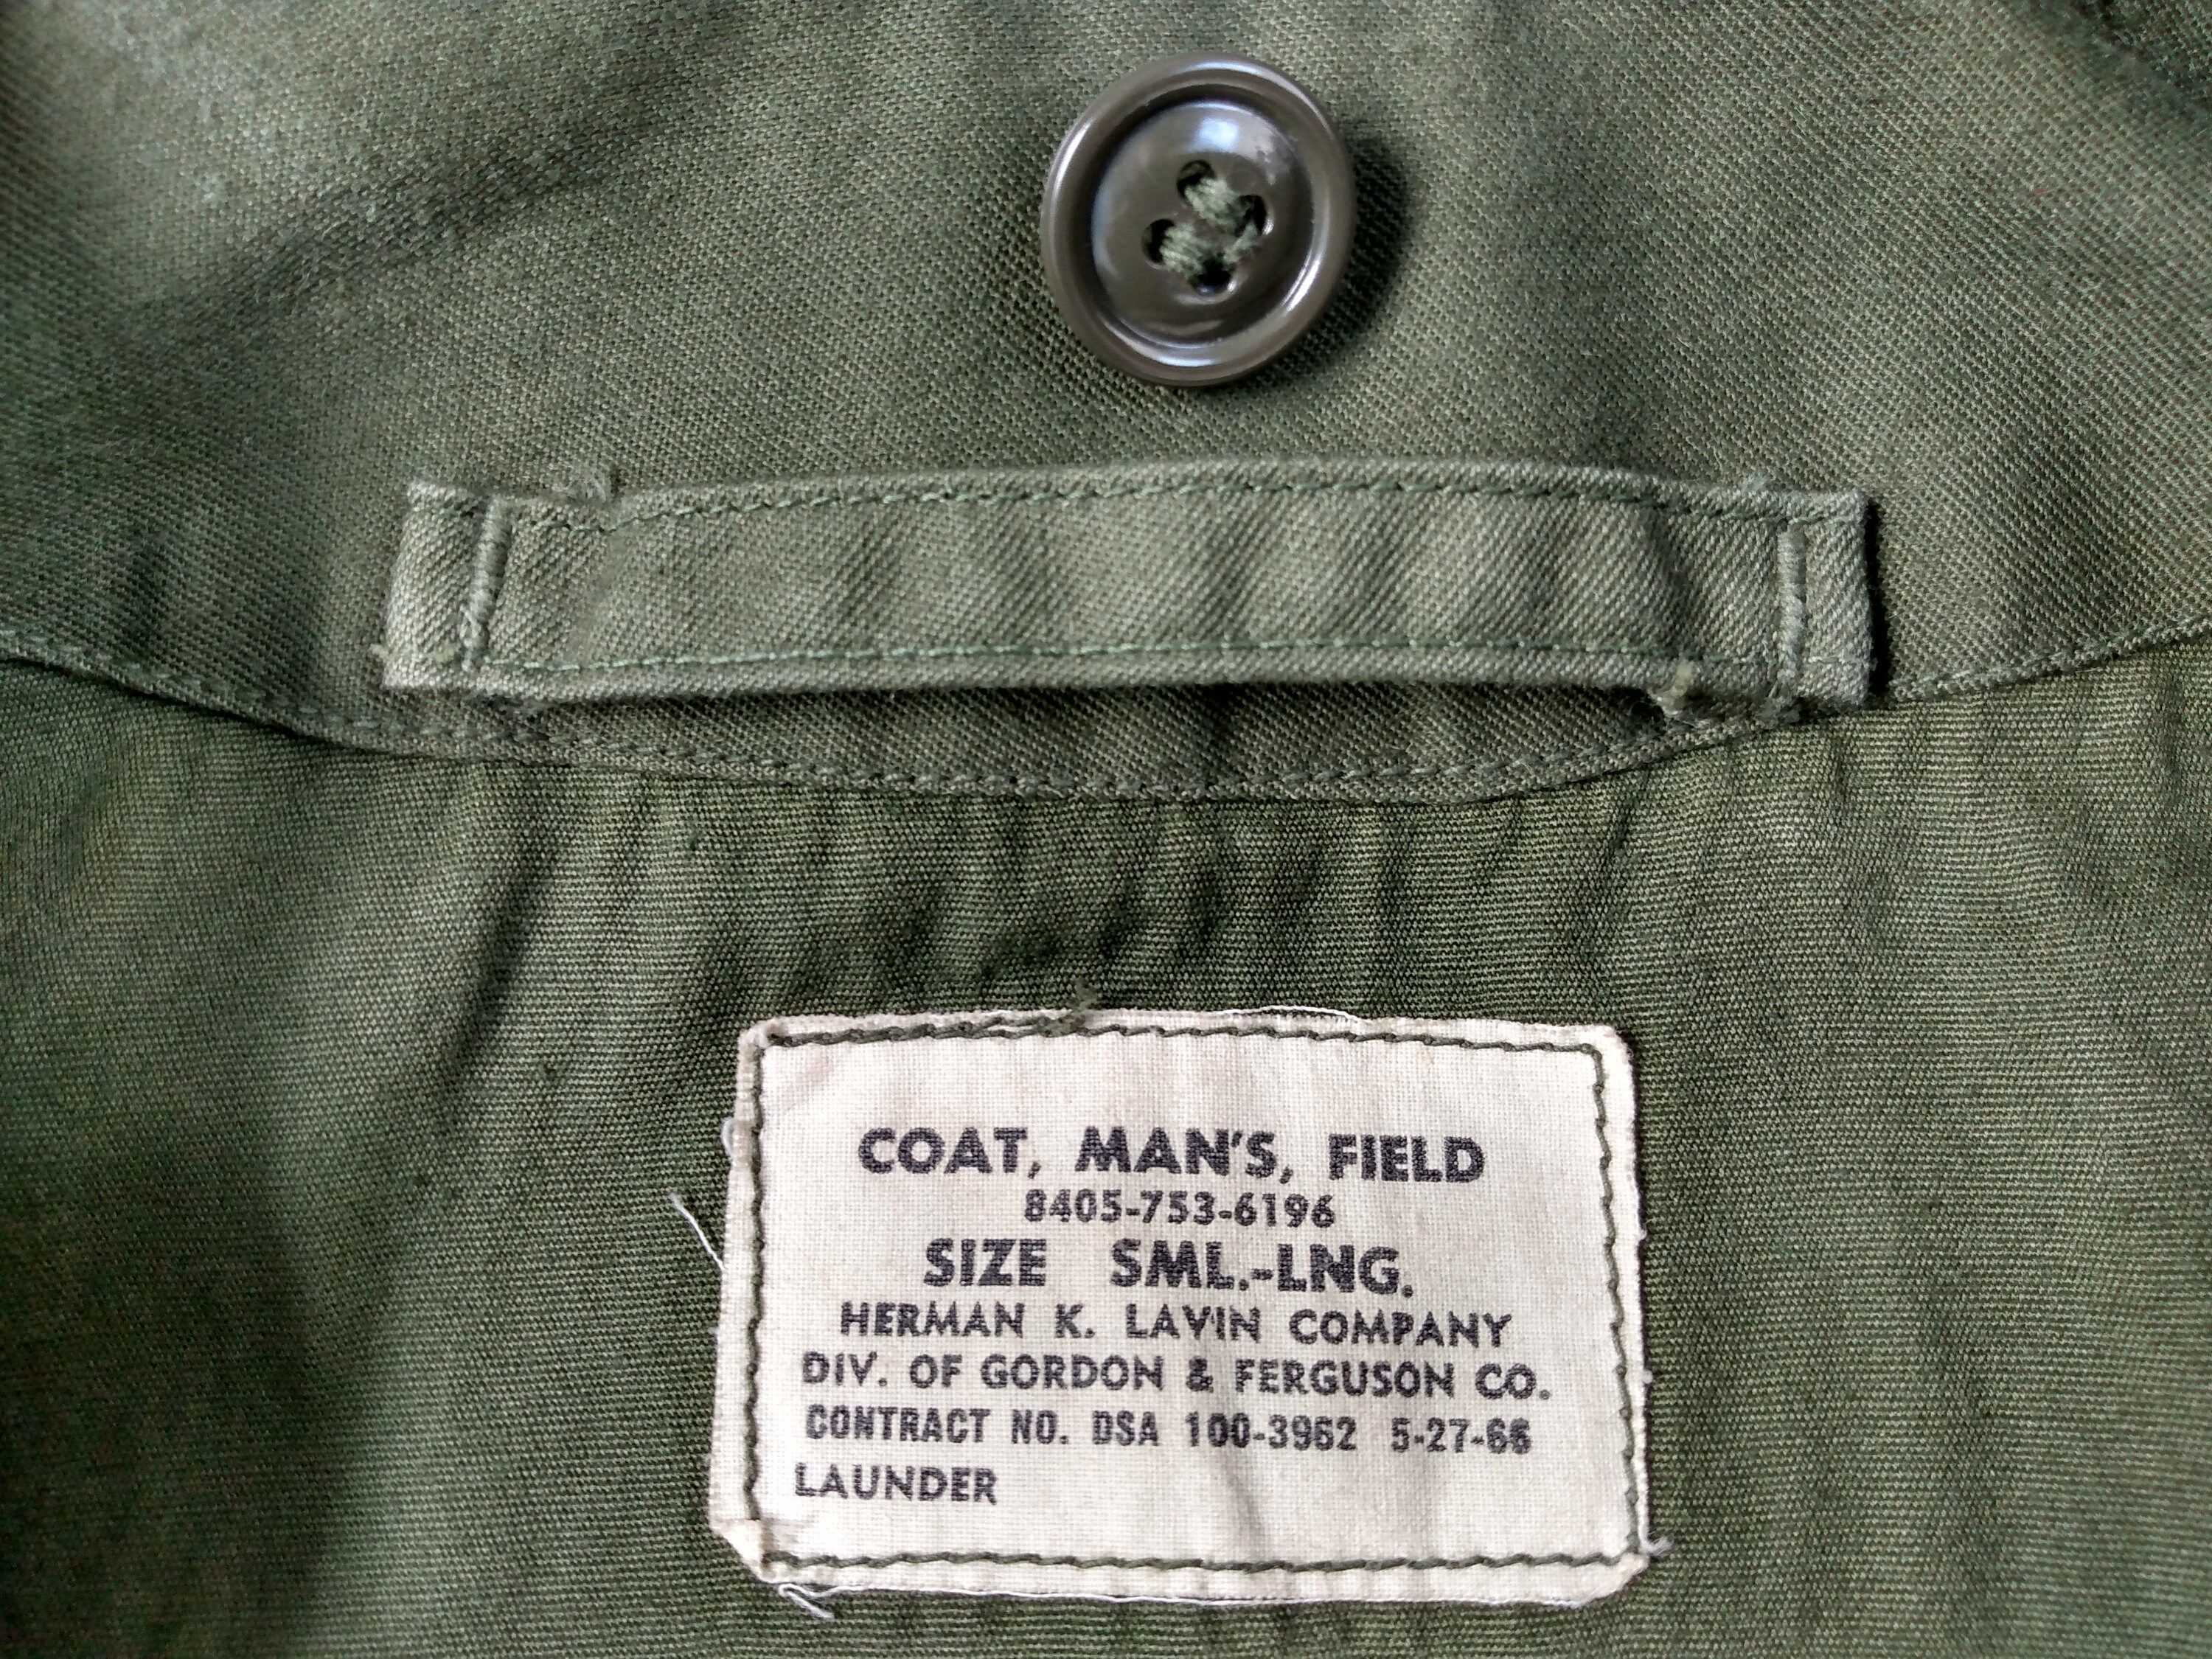 COAT, MAN'S, FIELD
8405-753-6196
SIZE SML.-LNG.
HERMAN K. LAVIN COMPANY
DIV. OF GORDON & FERGUSON CO.
CONTRACT NO. DSA 100-3962 5-27-66
LAUNDER